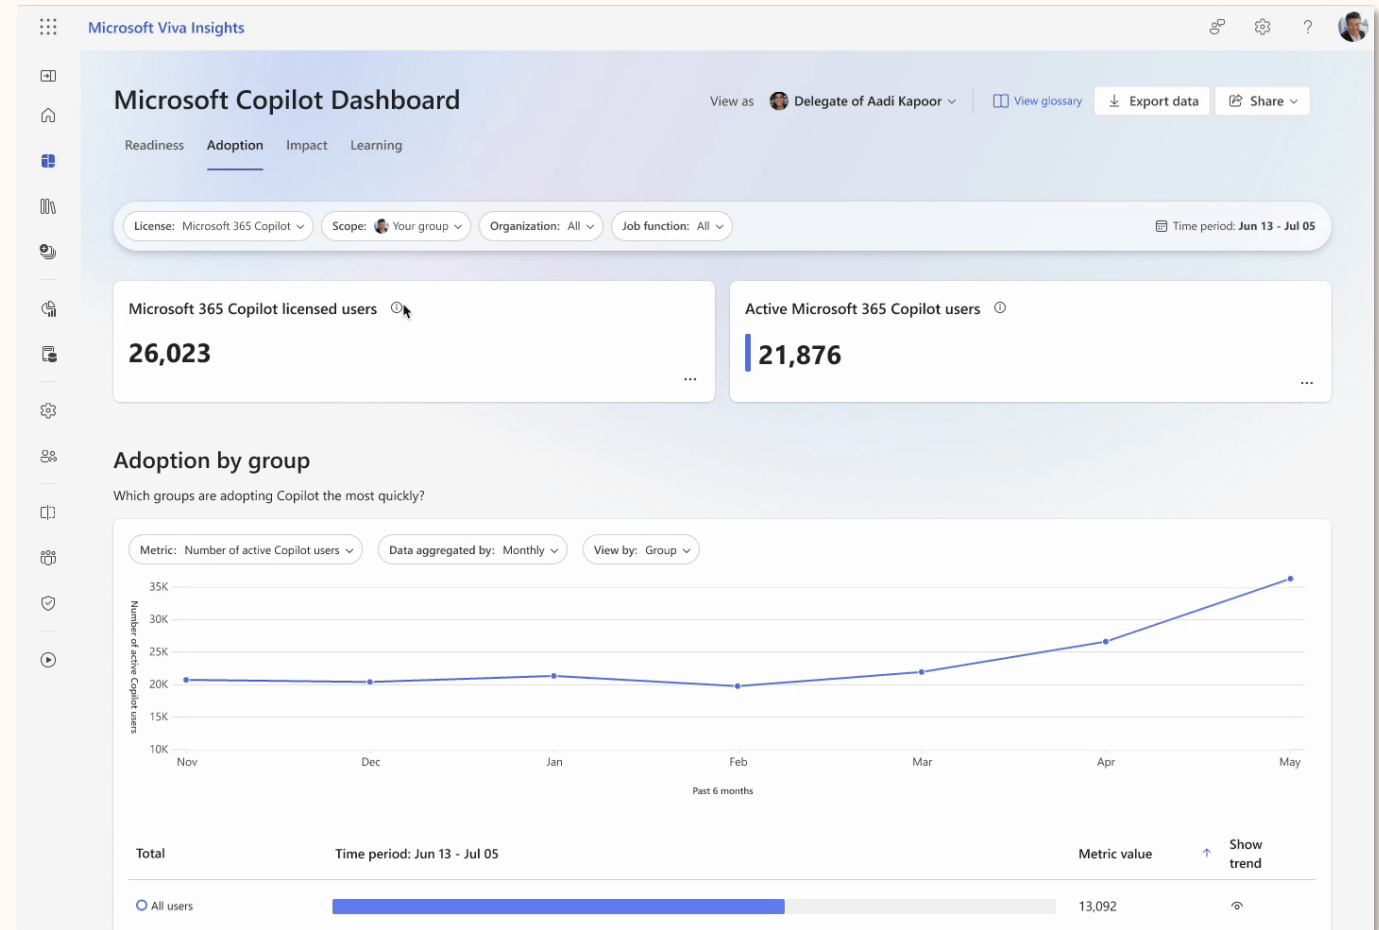 Microsoft Viva Insights
Microsoft Copilot Dashboard
View as Delegate of Aadi Kapoor View glossary Export data Share
Readiness Adoption Impact Learning
License: Microsoft 365 Copilot Scope: Your group Organization: All Job function: All Time period: Jun 13 - Jul 05
Microsoft 365 Copilot licensed users
26,023
...
Active Microsoft 365 Copilot users
21,876
...
Adoption by group
Which groups are adopting Copilot the most quickly?
Metric: Number of active Copilot users Data aggregated by: Monthly View by: Group
Number of active Copilot users
35K
30K
25K
20K
15K
10K
Nov Dec Jan Feb Mar Apr May
Past 6 months
Total Time period: Jun 13 - Jul 05 Metric value Show
trend
All users 13,092